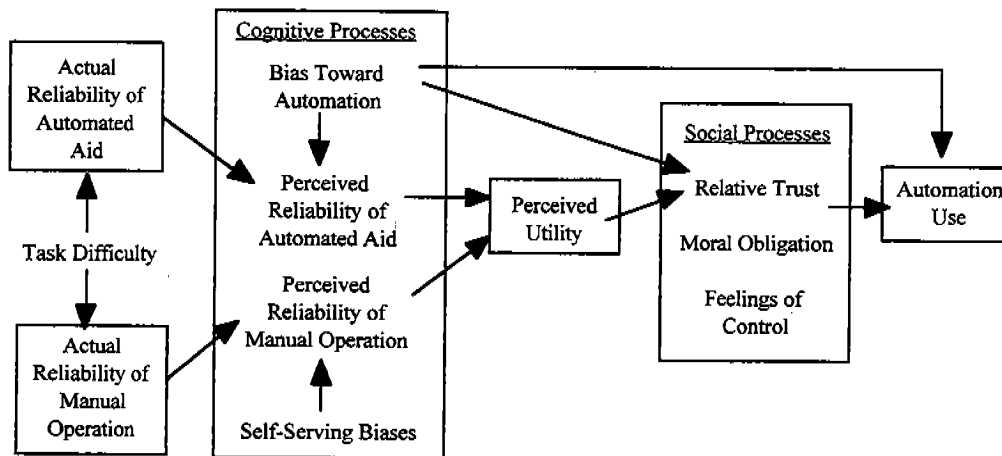 Actual
Reliability of
Automated
Aid
Task Difficulty
Actual
Reliability of
Manual
Operation
Cognitive Processes
Bias Toward
Automation
Perceived
Reliability of
Automated Aid
Perceived
Reliability of
Manual Operation
Self-Serving Biases
Perceived
Utility
Social Processes
Relative Trust
Moral Obligation
Feelings of
Control
Automation
Use